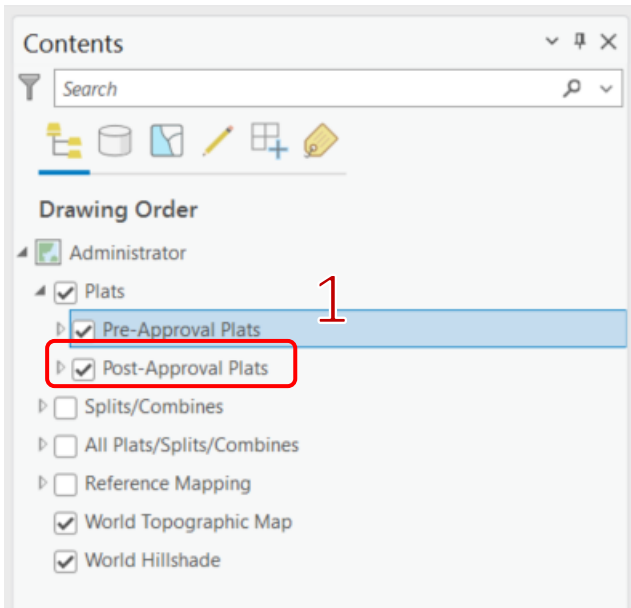 Contents
Search
Drawing Order
Administrator
Plats
1
Pre-Approval Plats
Post-Approval Plats
Splits/Combines
All Plats/Splits/Combines
Reference Mapping
World Topographic Map
World Hillshade